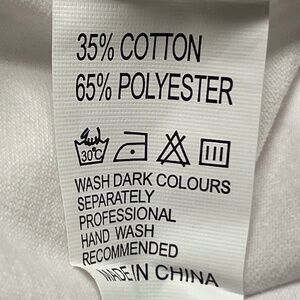 35% COTTON
65% POLYESTER
30°C
WASH DARK COLOURS
SEPARATELY
PROFESSIONAL
HAND WASH
RECOMMENDED
MADE IN CHINA